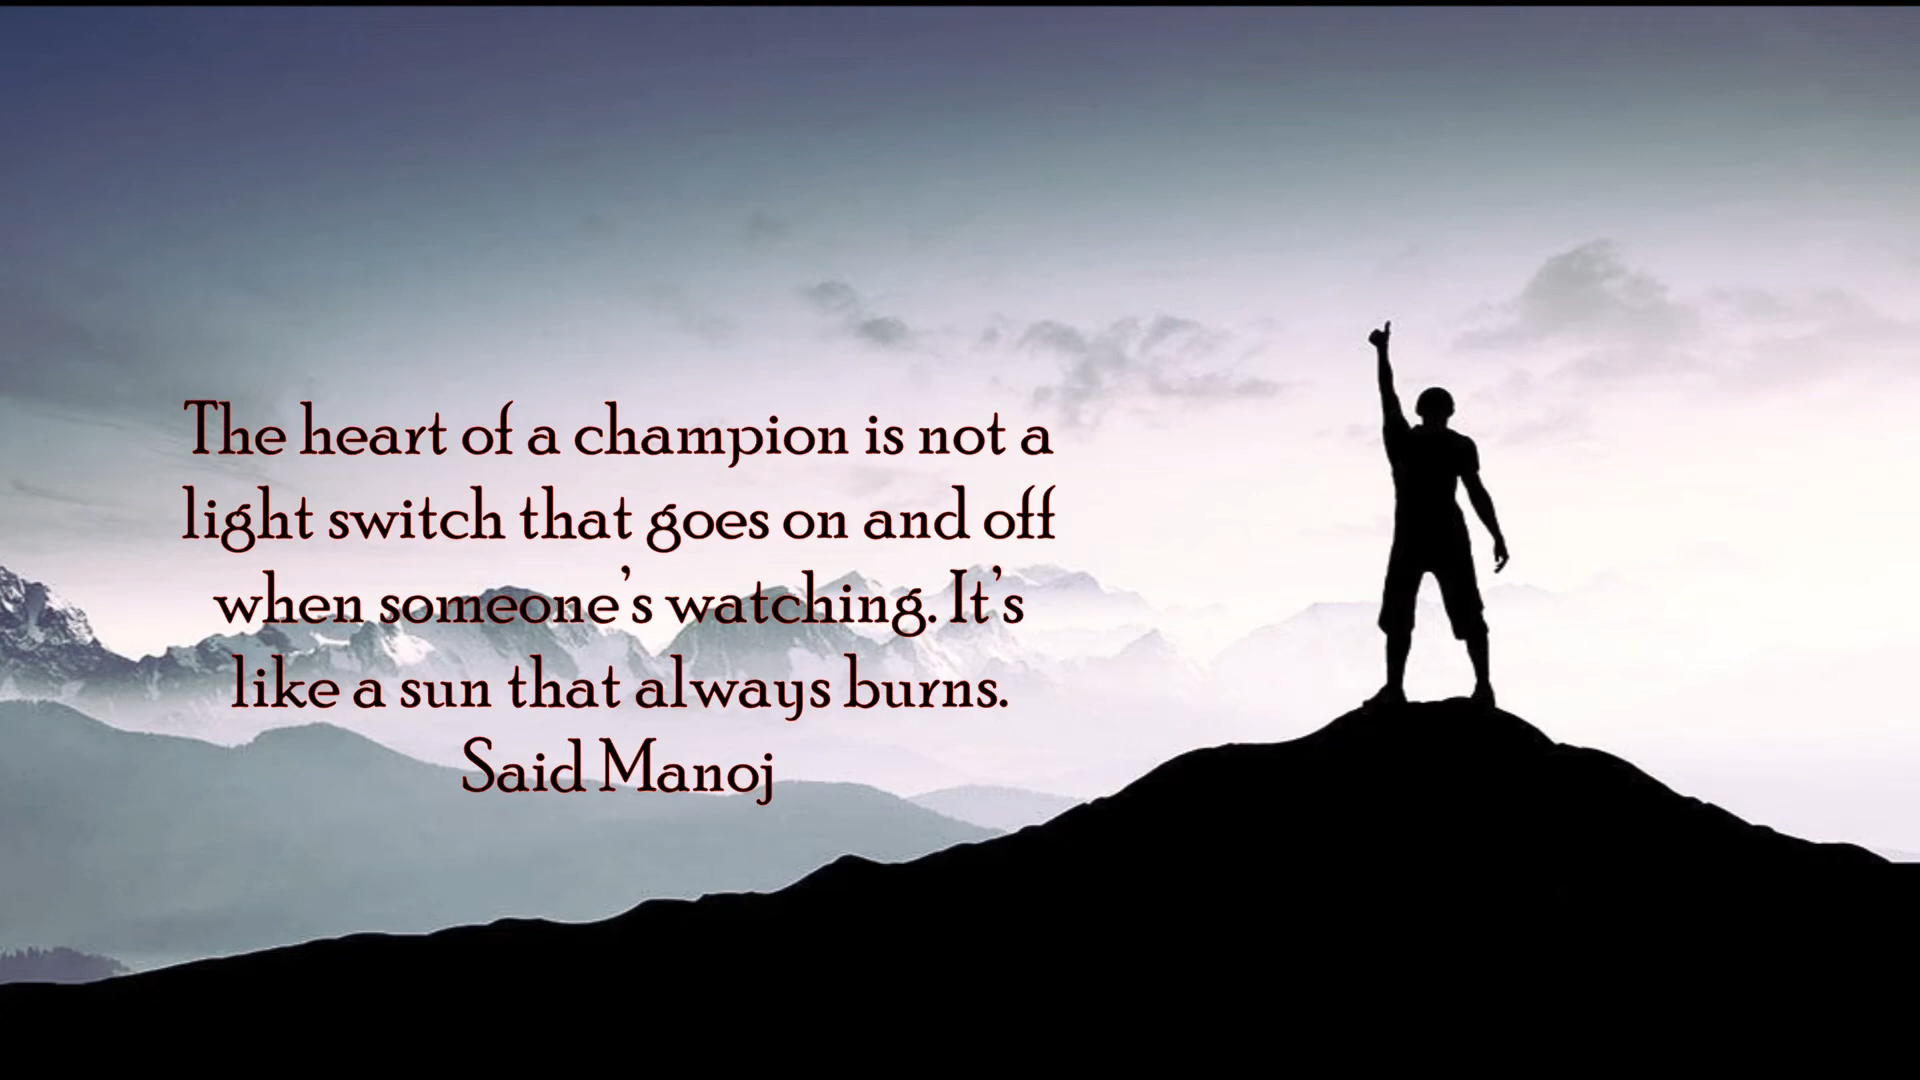 The heart of a champion is not a
light switch that goes on and off
when someone's watching. It's
like a sun that always burns.
Said Manoj